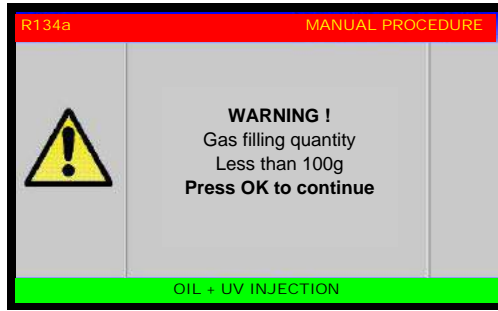 R134a MANUAL PROCEDURE
WARNING !
Gas filling quantity
Less than 100g
Press OK to continue
OIL + UV INJECTION